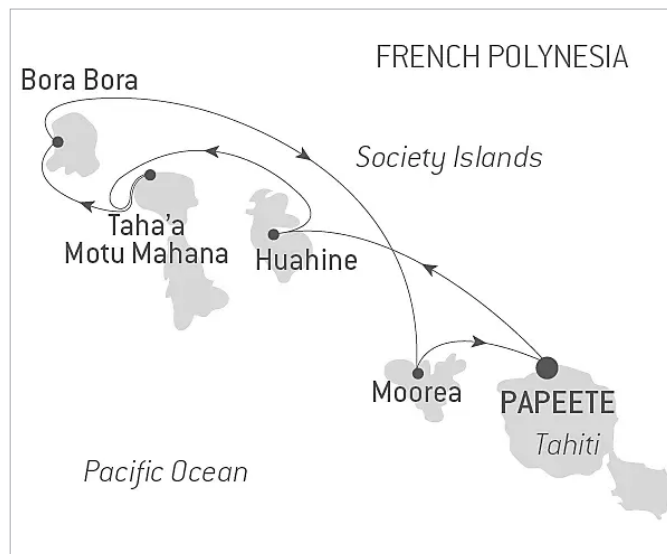 FRENCH POLYNESIA
Bora Bora
Society Islands
Taha'a
Motu Mahana
Huahine
Moorea
PAPEETE
Tahiti
Pacific Ocean